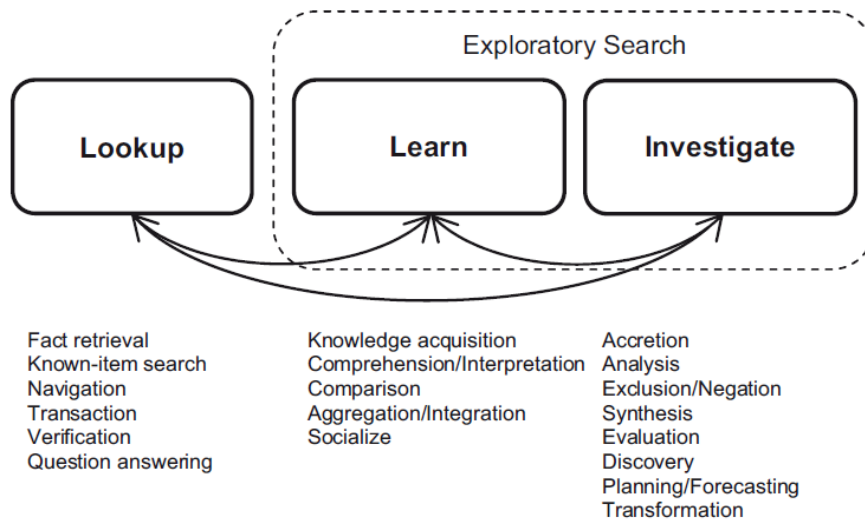 Exploratory Search
Lookup
Learn
Investigate
Fact retrieval
Known-item search
Navigation
Transaction
Verification
Question answering
Knowledge acquisition
Comprehension/Interpretation
Comparison
Aggregation/Integration
Socialize
Accretion
Analysis
Exclusion/Negation
Synthesis
Evaluation
Discovery
Planning/Forecasting
Transformation